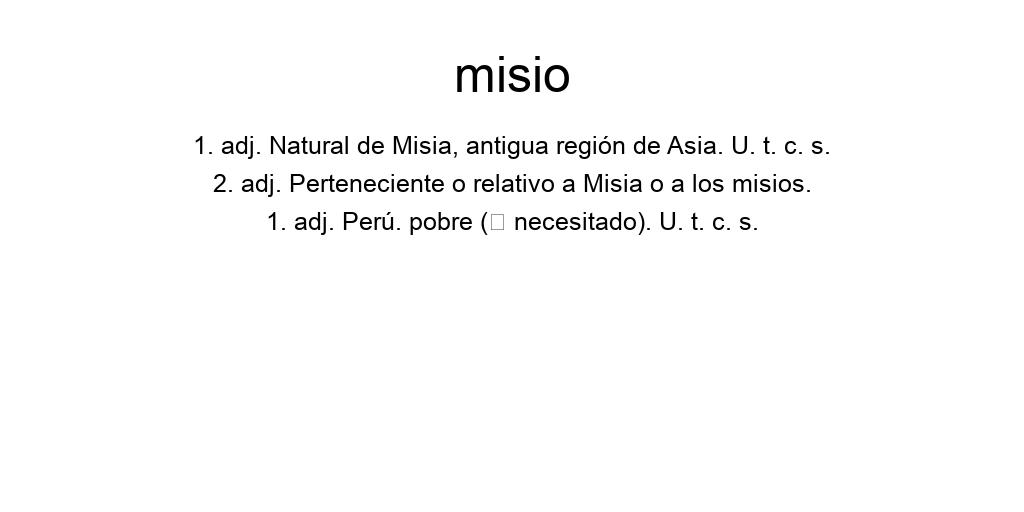 misio
1. adj. Natural de Misia, antigua región de Asia. U. t. c. s.
2. adj. Perteneciente o relativo a Misia o a los misios.
1. adj. Perú. pobre (□ necesitado). U. t. c. s.